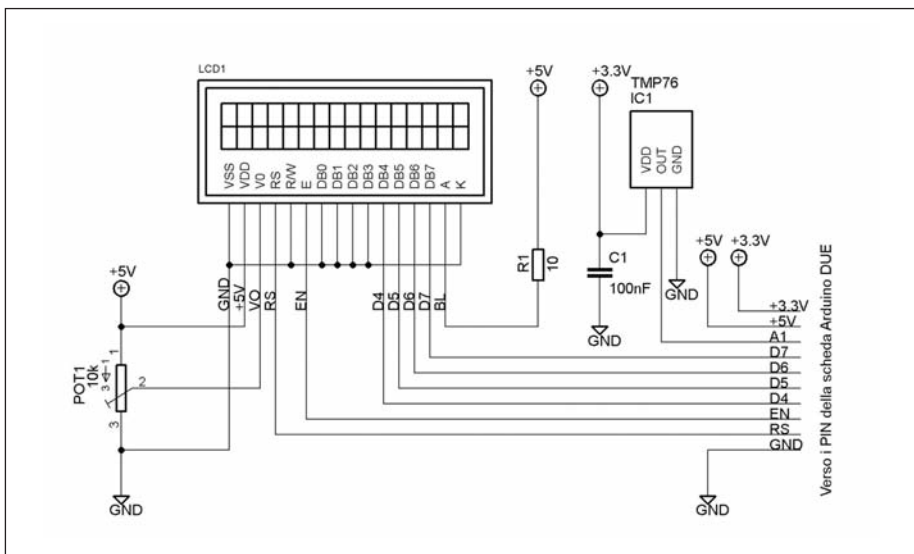 LCD1
VSS
VDD
V0
RS
R/W
E
DB0
DB1
DB2
DB3
DB4
DB5
DB6
DB7
A
K
+5V
+3.3V
TMP76
IC1
VDD
OUT
GND
+5V
GND
+5V
VO
RS
EN
D4
D5
D6
D7
BL
R1
10
C1
100nF
GND
GND
+5V
+3.3V
POT1
10k
1
3
1
2
3
GND
+3.3V
+5V
A1
D7
D6
D5
D4
EN
RS
GND
GND
Verso i PIN della scheda Arduino DUE